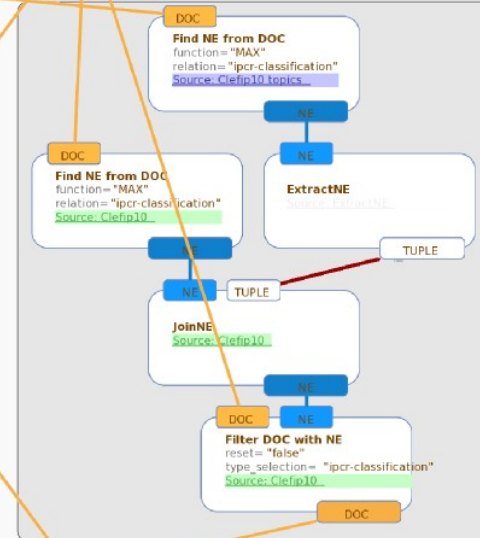 DOC
Find NE from DOC
function="MAX"
relation="ipcr-classification"
Source: Clefip10 topics
NE
DOC
NE
Find NE from DOC
function="MAX"
relation="ipcr-classification"
Source: Clefip10
ExtractNE
Source: ExtractNE
NE
TUPLE
NE
TUPLE
JoinNE
Source: Clefip10
NE
DOC
NE
Filter DOC with NE
reset= "false"
type_selection= "ipcr-classification"
Source: Clefip10
DOC